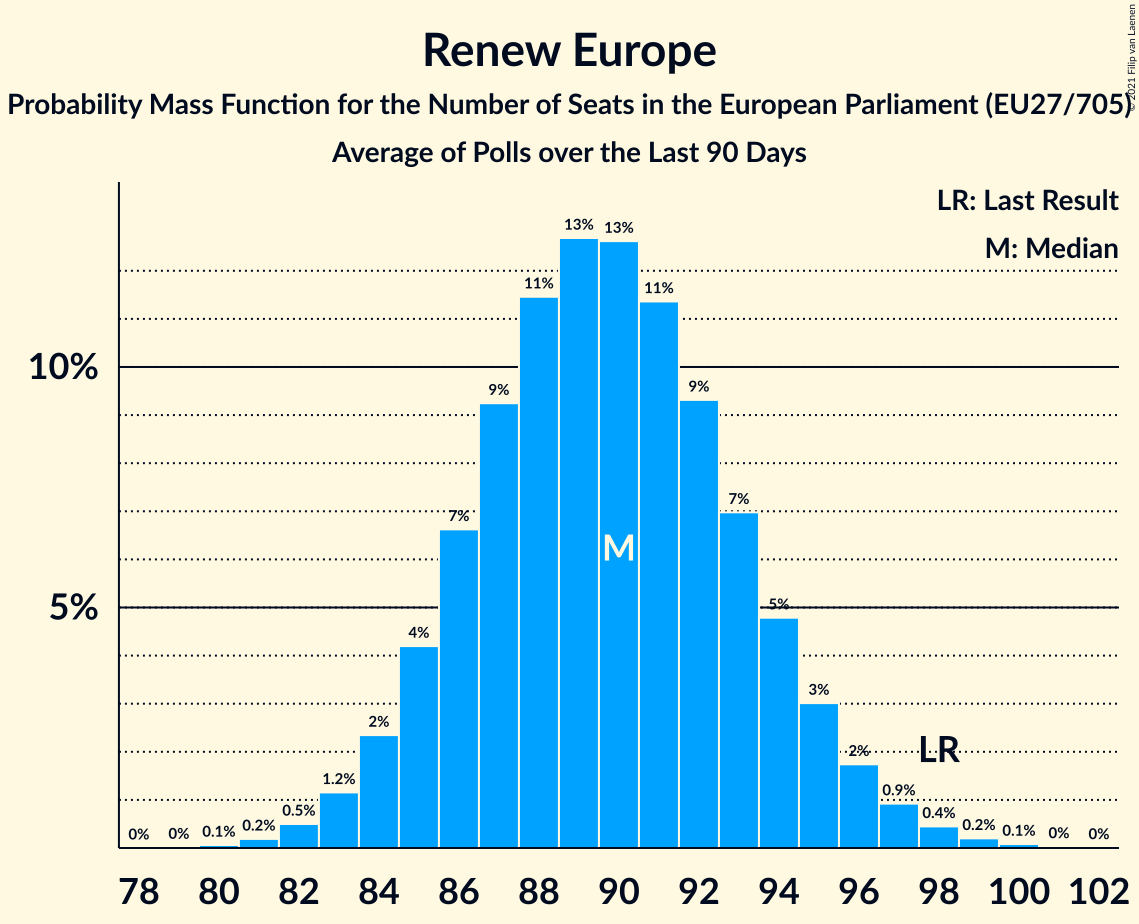 Renew Europe
Probability Mass Function for the Number of Seats in the European Parliament (EU27/705)
Average of Polls over the Last 90 Days
© 2021 Filip van Laenen
LR: Last Result
M: Median
10%
5%
0% 0% 0.1% 0.2% 0.5% 1.2% 2% 4% 7% 9% 11% 13% 13% 11% 9% 7% 5% 3% 2% 0.9% 0.4% 0.2% 0.1% 0% 0%
M
LR
78 80 82 84 86 88 90 92 94 96 98 100 102